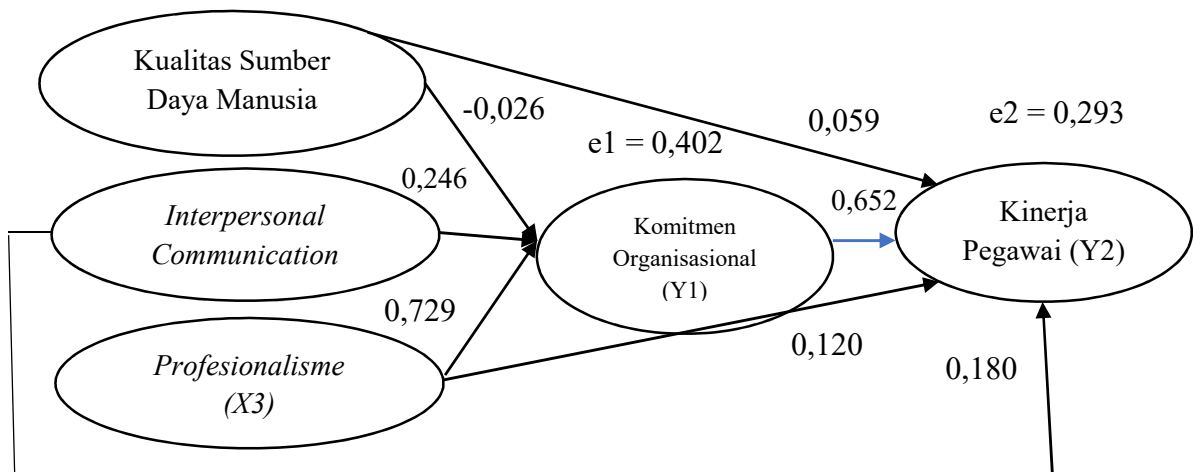 Kualitas Sumber
Daya Manusia
-0,026
0,059
e2 = 0,293
e1 = 0,402
0,246
Interpersonal
Communication
Komitmen
Organisasional
(Y1)
0,652
Kinerja
Pegawai (Y2)
0,729
Profesionalisme
(X3)
0,120
0,180